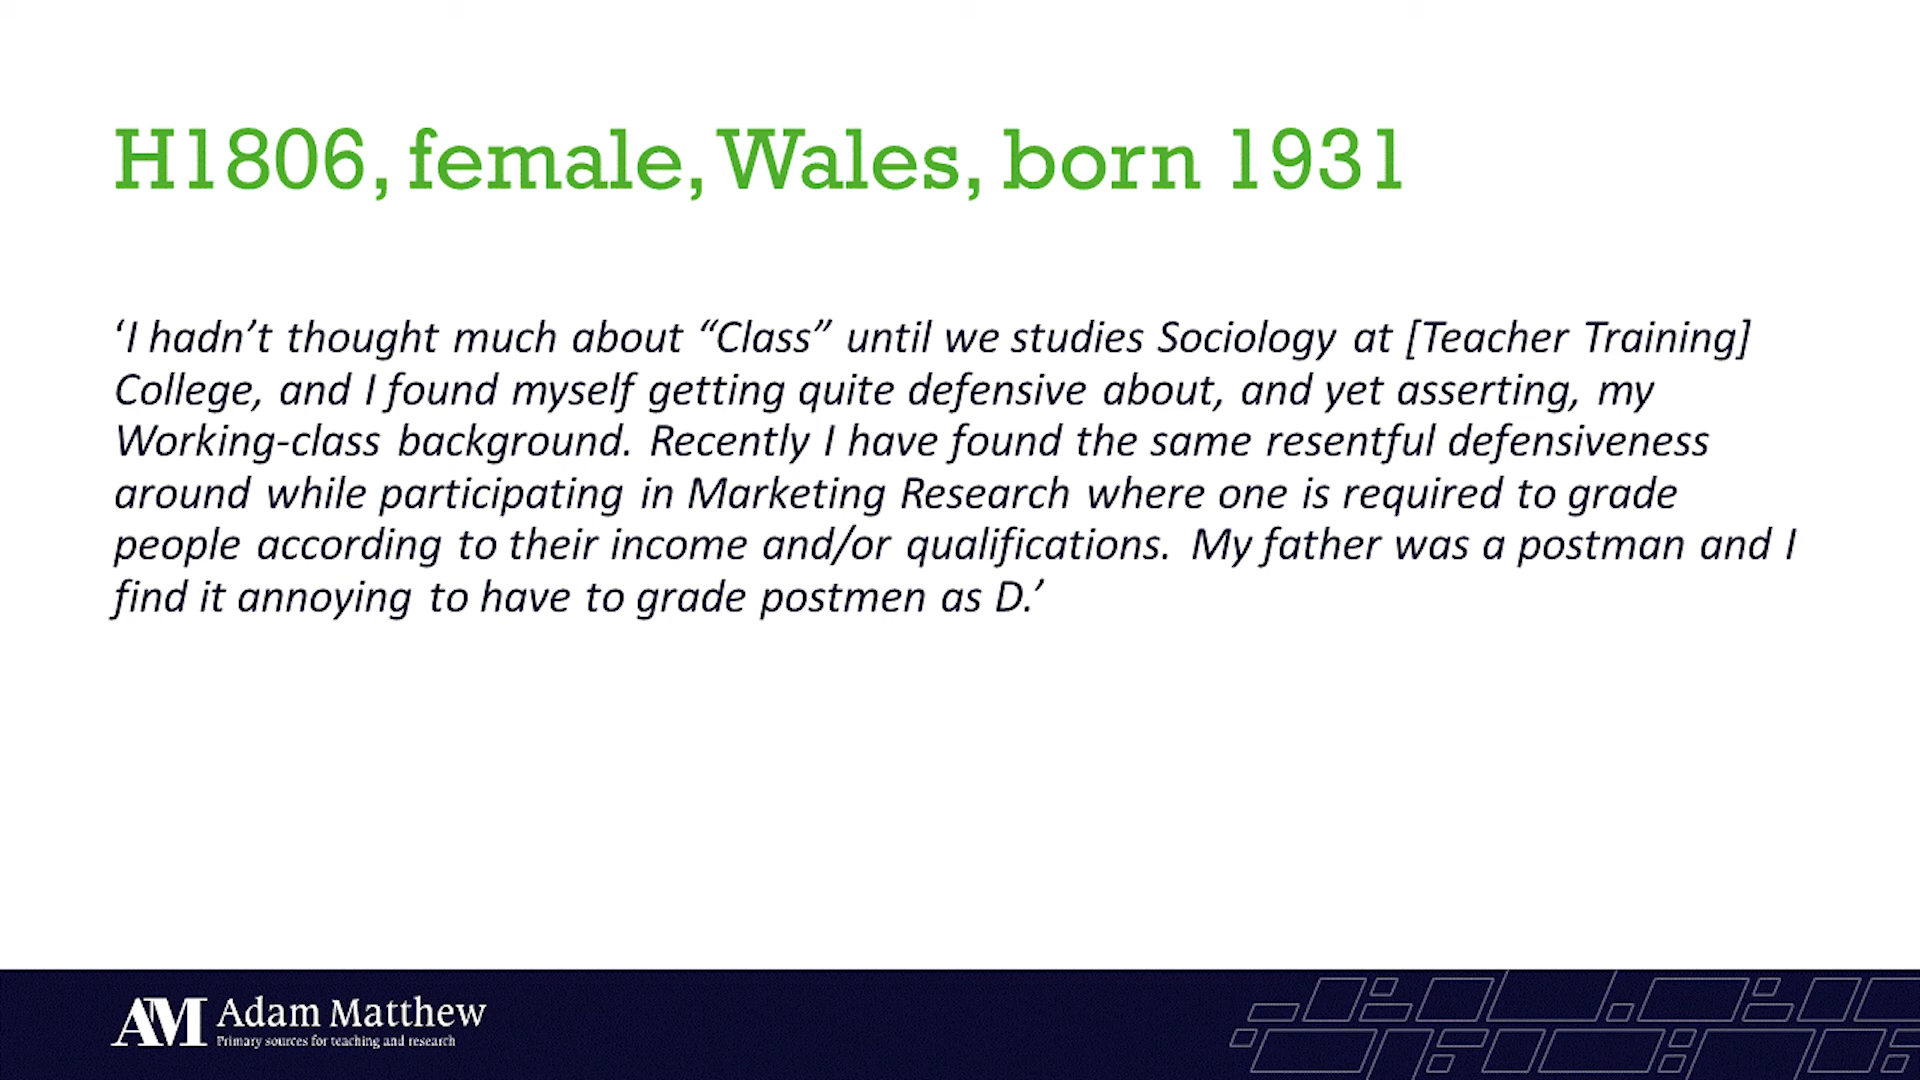 H1806, female, Wales, born 1931
‘I hadn’t thought much about “Class” until we studies Sociology at [Teacher Training]
College, and I found myself getting quite defensive about, and yet asserting, my
Working-class background. Recently I have found the same resentful defensiveness
around while participating in Marketing Research where one is required to grade
people according to their income and/or qualifications. My father was a postman and I
find it annoying to have to grade postmen as D.’
AM Adam Matthew
Primary sources for teaching and research